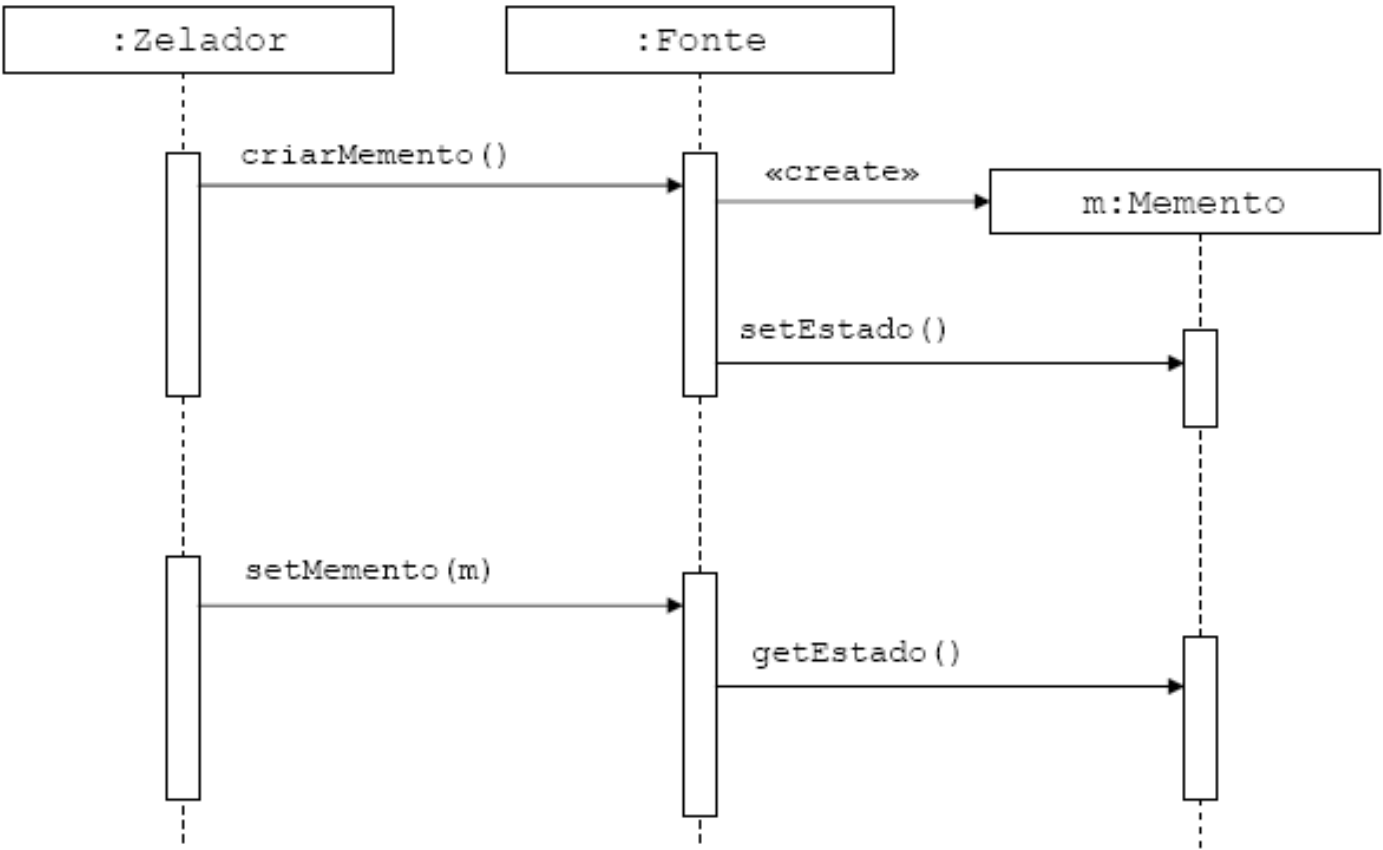 :Zelador
:Fonte
criarMemento()
«create»
m:Memento
setEstado()
setMemento(m)
getEstado()